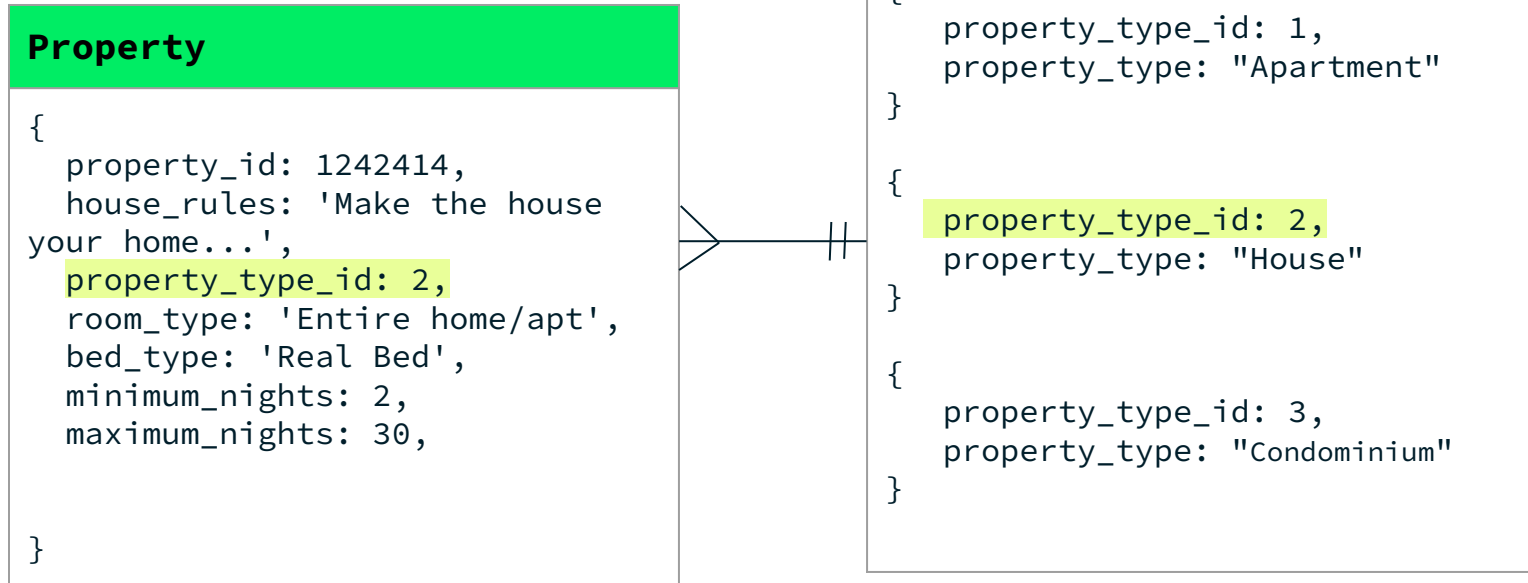 Property
{
property_id: 1242414,
house_rules: 'Make the house
your home...',
property_type_id: 2,
room_type: 'Entire home/apt',
bed_type: 'Real Bed',
minimum_nights: 2,
maximum_nights: 30,
}
{
property_type_id: 1,
property_type: "Apartment"
}
{
property_type_id: 2,
property_type: "House"
}
{
property_type_id: 3,
property_type: "Condominium"
}